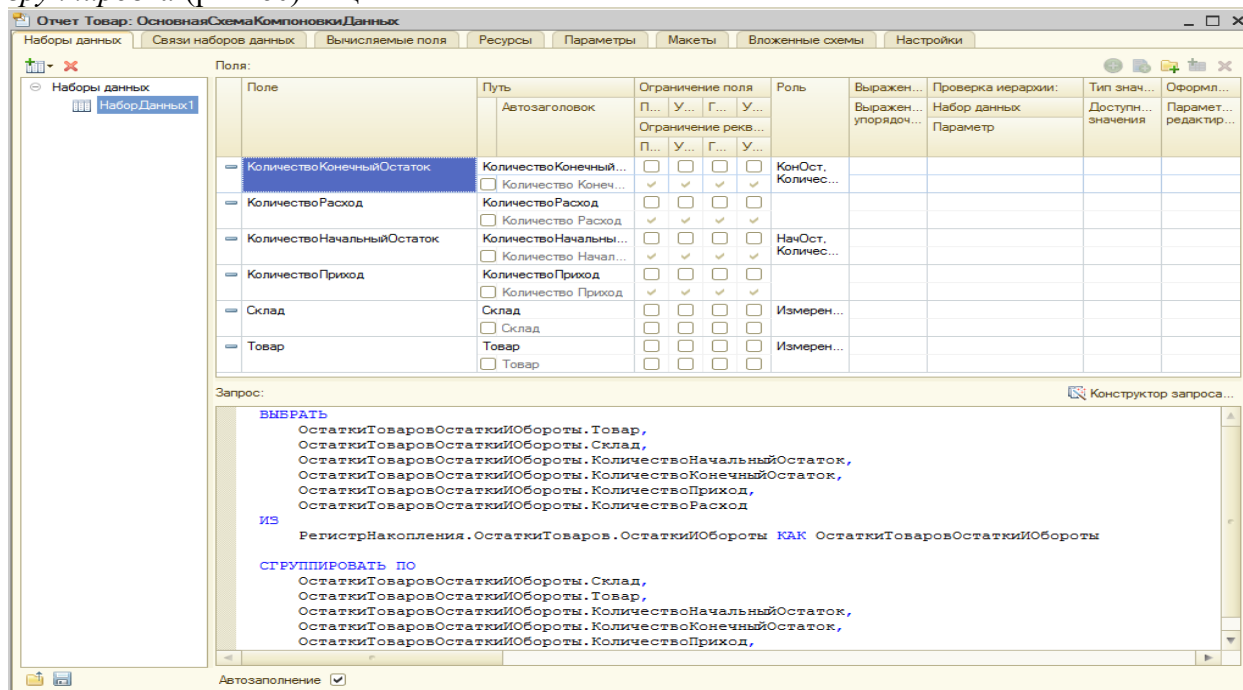 Отчет Товар: ОсновнаяСхемаКомпоновкиДанных
Наборы данных Связи наборов данных Вычисляемые поля Ресурсы Параметры Макеты Вложенные схемы Настройки
Поля:
Наборы данных
НаборДанных1
Поле Путь Ограничение поля Роль Выражен... Проверка иерархии: Тип знач... Оформл...
Автозаголовок П... У... Г... У... Выражен... упорядоч... Набор данных Доступн... значения Парамет... редактир...
Ограничение рекв... Параметр
П... У... Г... У...
КоличествоКонечныйОстаток КоличествоКонечный... КонОст, Количес...
Количество Конеч...
КоличествоРасход КоличествоРасход
Количество Расход
КоличествоНачальныйОстаток КоличествоНачальны... НачОст, Количес...
Количество Начал...
КоличествоПриход КоличествоПриход
Количество Приход
Склад Склад Измерен...
Склад
Товар Товар Измерен...
Товар
Запрос:
Конструктор запроса...
ВЫБРАТЬ
ОстаткиТоваровОстаткиИОбороты.Товар,
ОстаткиТоваровОстаткиИОбороты.Склад,
ОстаткиТоваровОстаткиИОбороты.КоличествоНачальныйОстаток,
ОстаткиТоваровОстаткиИОбороты.КоличествоКонечныйОстаток,
ОстаткиТоваровОстаткиИОбороты.КоличествоПриход,
ОстаткиТоваровОстаткиИОбороты.КоличествоРасход
ИЗ
РегистрНакопления.ОстаткиТоваров.ОстаткиИОбороты КАК ОстаткиТоваровОстаткиИОбороты
СГРУППИРОВАТЬ ПО
ОстаткиТоваровОстаткиИОбороты.Склад,
ОстаткиТоваровОстаткиИОбороты.Товар,
ОстаткиТоваровОстаткиИОбороты.КоличествоНачальныйОстаток,
ОстаткиТоваровОстаткиИОбороты.КоличествоКонечныйОстаток,
ОстаткиТоваровОстаткиИОбороты.КоличествоПриход,
Автозаполнение